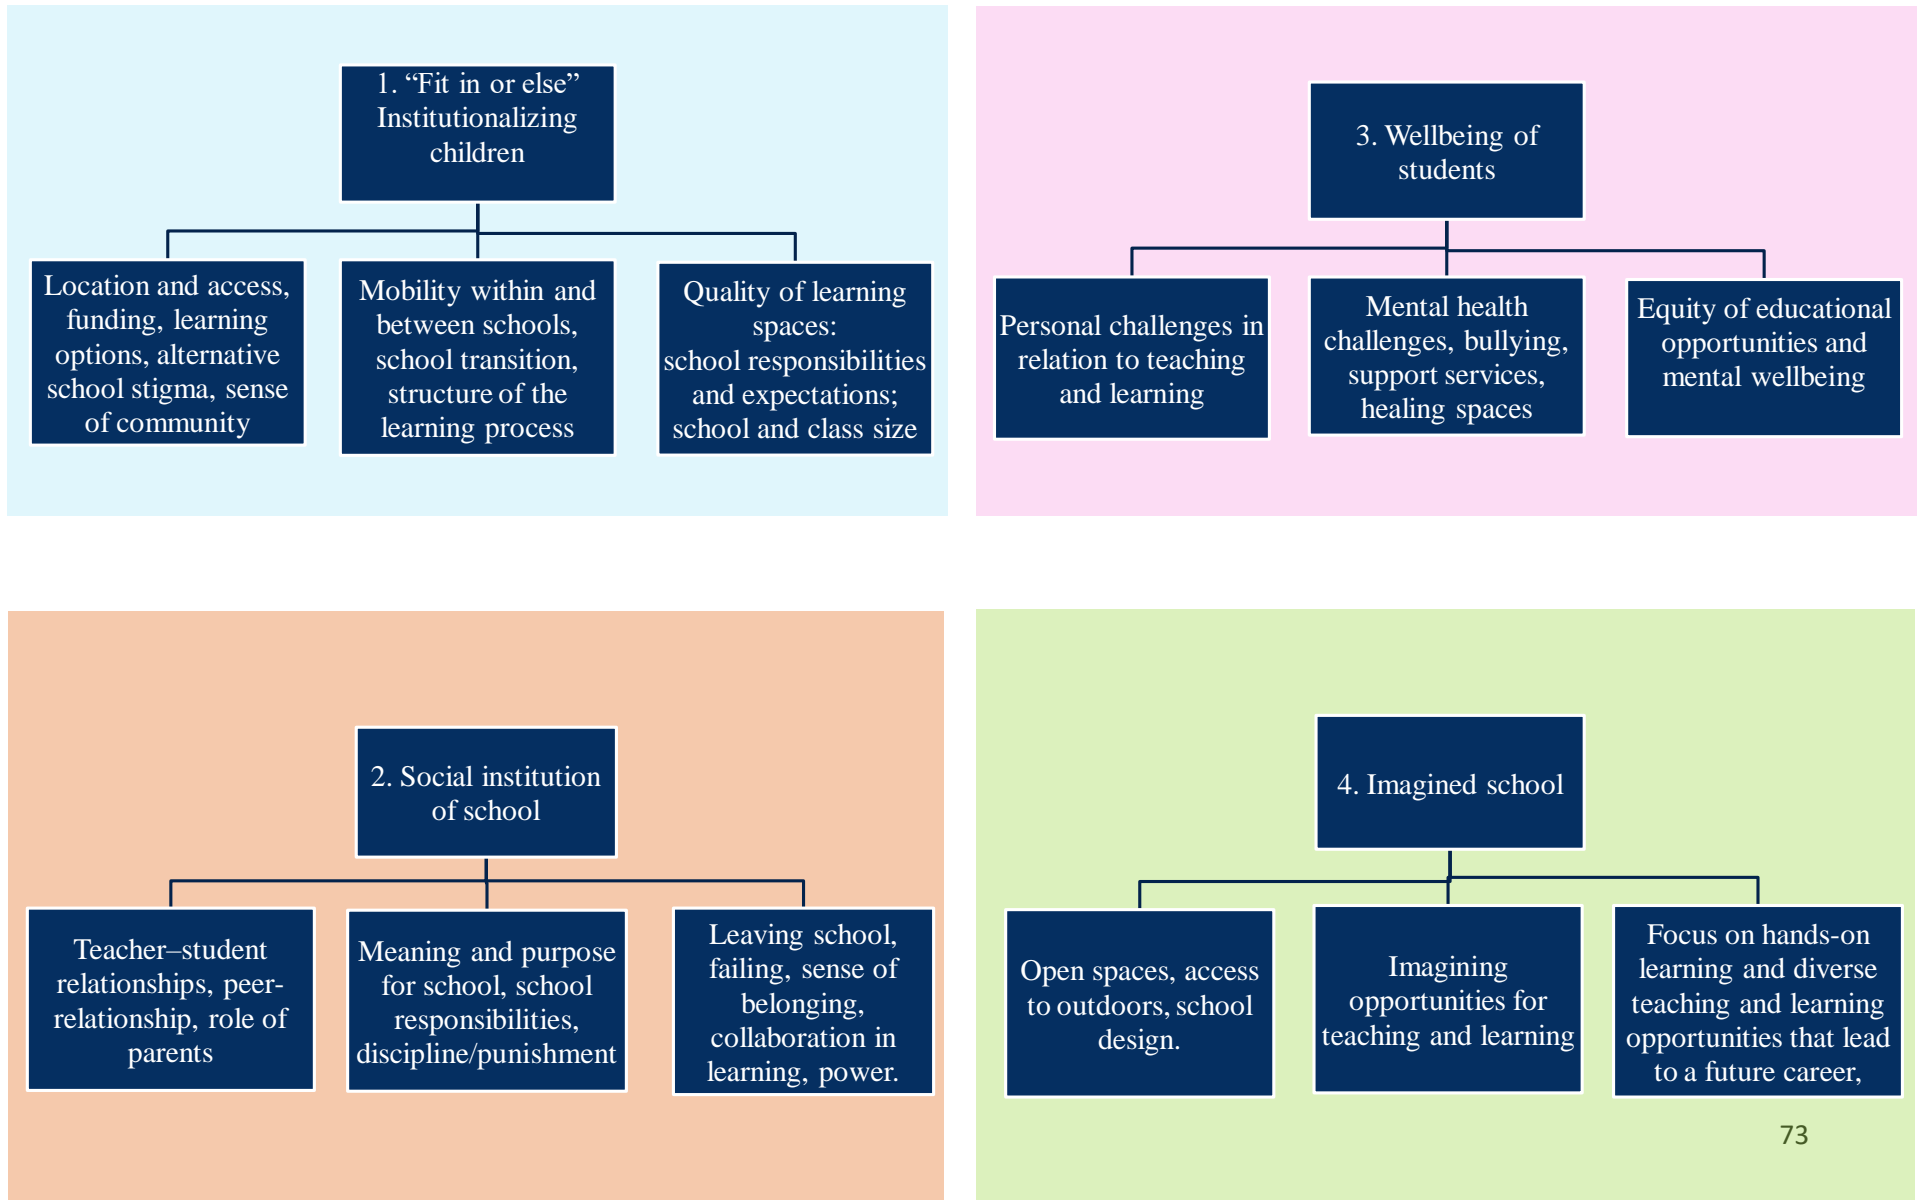 1. “Fit in or else”
Institutionalizing
children
Location and access,
funding, learning
options, alternative
school stigma, sense
of community
Mobility within and
between schools,
school transition,
structure of the
learning process
Quality of learning
spaces:
school responsibilities
and expectations;
school and class size
3. Wellbeing of
students
Personal challenges in
relation to teaching
and learning
Mental health
challenges, bullying,
support services,
healing spaces
Equity of educational
opportunities and
mental wellbeing
2. Social institution
of school
Teacher–student
relationships, peer-
relationship, role of
parents
Meaning and purpose
for school, school
responsibilities,
discipline/punishment
Leaving school,
failing, sense of
belonging,
collaboration in
learning, power.
4. Imagined school
Open spaces, access
to outdoors, school
design.
Imagining
opportunities for
teaching and learning
Focus on hands-on
learning and diverse
teaching and learning
opportunities that lead
to a future career,
73